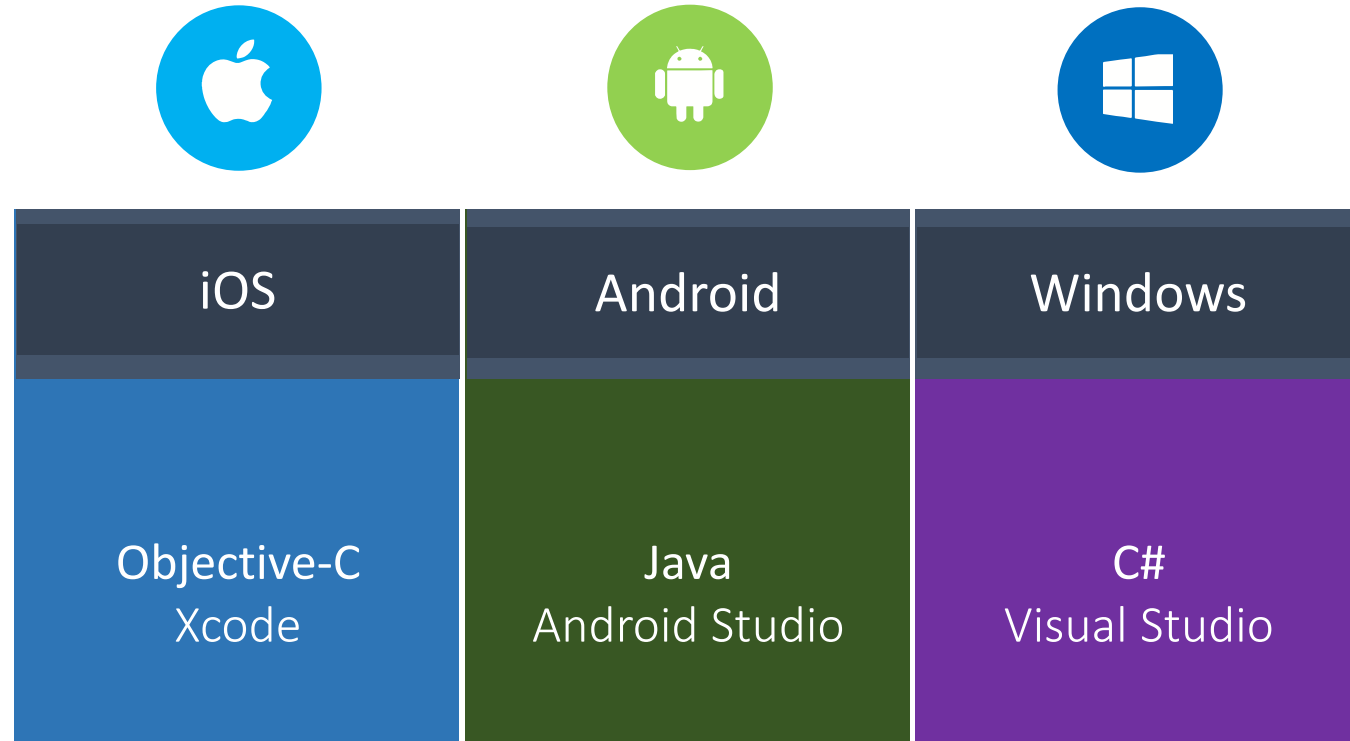 iOS
Android
Windows
Objective-C
Xcode
Java
Android Studio
C#
Visual Studio